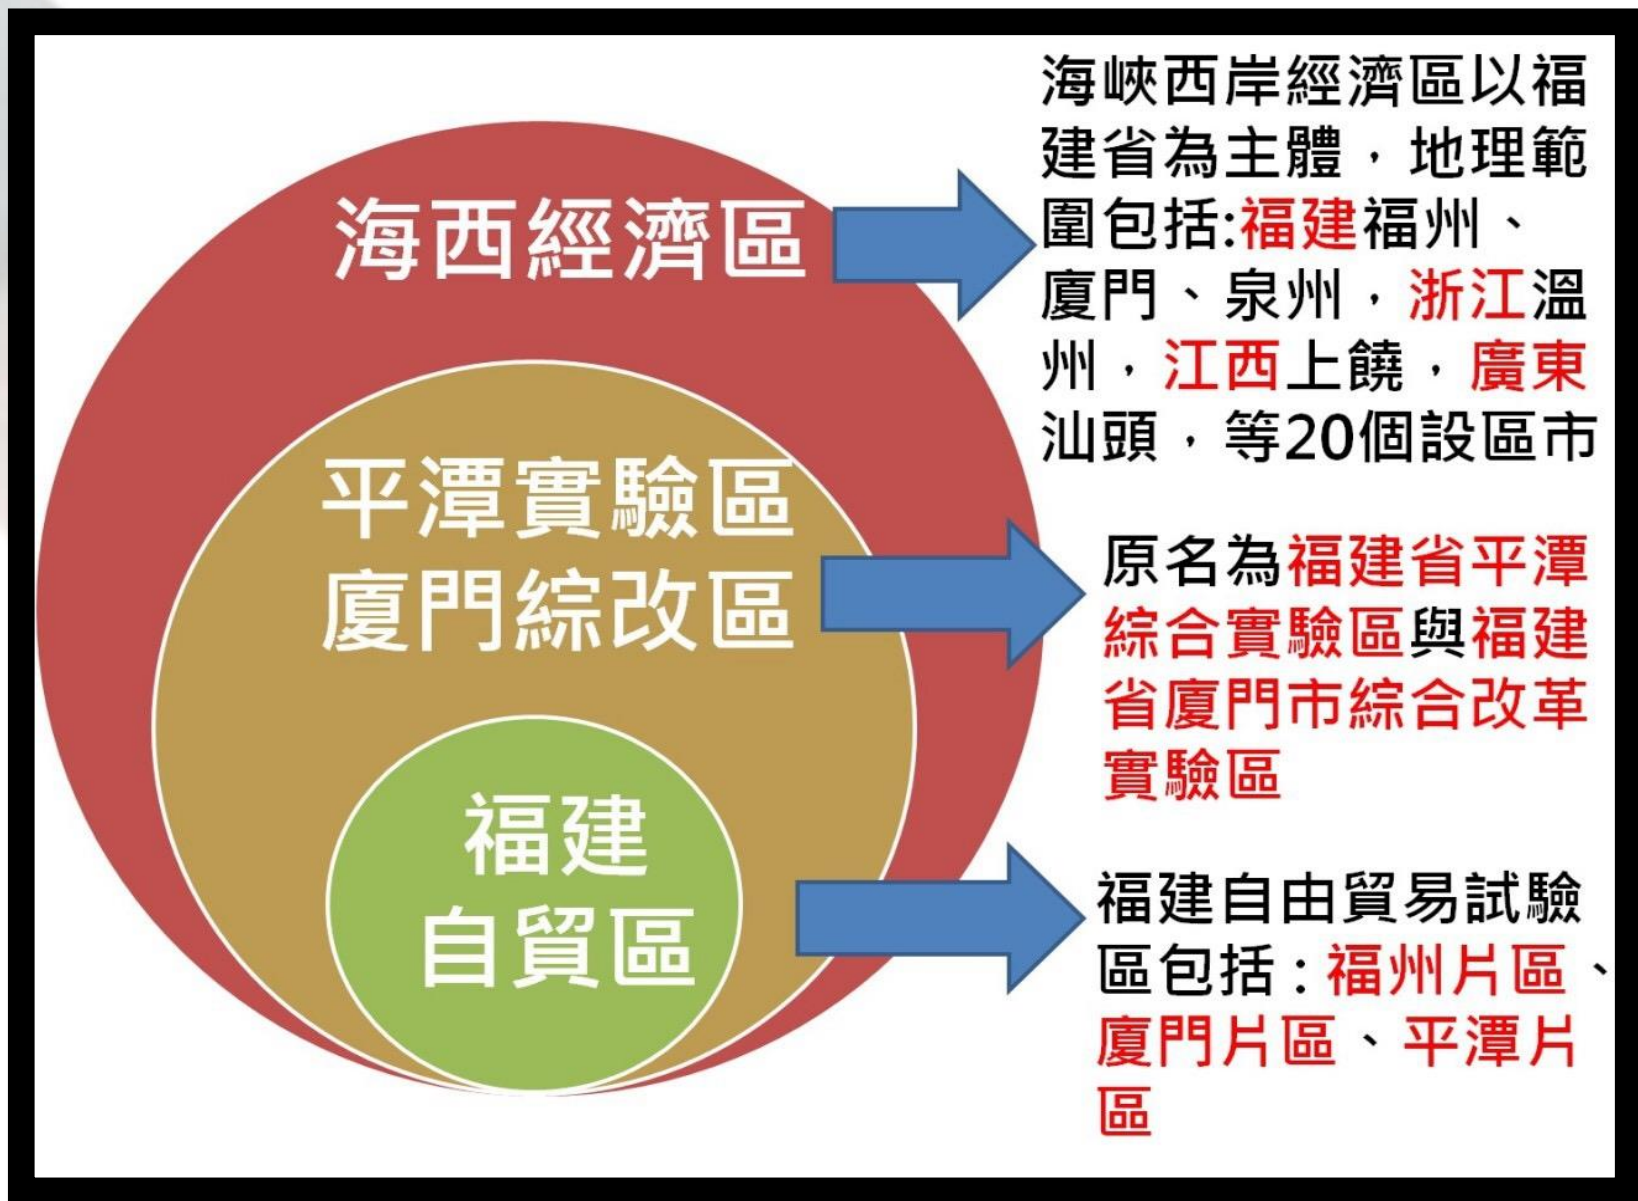 海西經濟區
海峽西岸經濟區以福
建省為主體，地理範
圍包括:福建福州、
廈門、泉州，浙江溫
州，江西上饒，廣東
汕頭，等20個設區市
平潭實驗區
廈門綜改區
原名為福建省平潭
綜合實驗區與福建
省廈門市綜合改革
實驗區
福建
自貿區
福建自由貿易試驗
區包括：福州片區、
廈門片區、平潭片
區